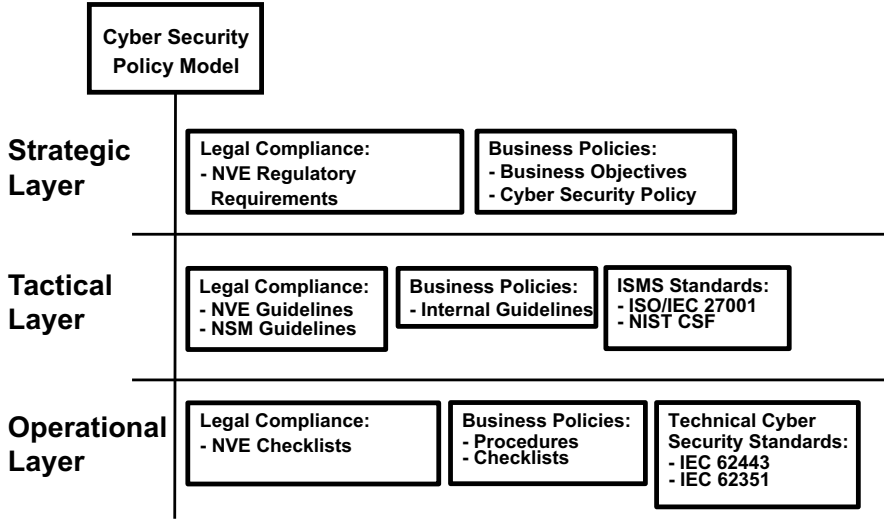 Cyber Security
Policy Model
Strategic
Layer
Legal Compliance:
- NVE Regulatory
Requirements
Business Policies:
- Business Objectives
- Cyber Security Policy
Tactical
Layer
Legal Compliance:
- NVE Guidelines
- NSM Guidelines
Business Policies:
- Internal Guidelines
ISMS Standards:
- ISO/IEC 27001
- NIST CSF
Operational
Layer
Legal Compliance:
- NVE Checklists
Business Policies:
- Procedures
- Checklists
Technical Cyber
Security Standards:
- IEC 62443
- IEC 62351